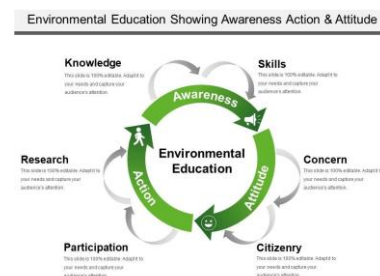 Environmental Education Showing Awareness Action & Attitude
Knowledge
This slide is 100% editable. Adapt it to
your needs and capture your
audience's attention.
Skills
This slide is 100% editable. Adapt it to
your needs and capture your
audience's attention.
Awareness
Research
This slide is 100% editable. Adapt it to
your needs and capture your
audience's attention.
Environmental
Education
Concern
This slide is 100% editable. Adapt it to
your needs and capture your
audience's attention.
Action
Attitude
Participation
This slide is 100% editable. Adapt it to
your needs and capture your
audience's attention.
Citizenry
This slide is 100% editable. Adapt it to
your needs and capture your
audience's attention.